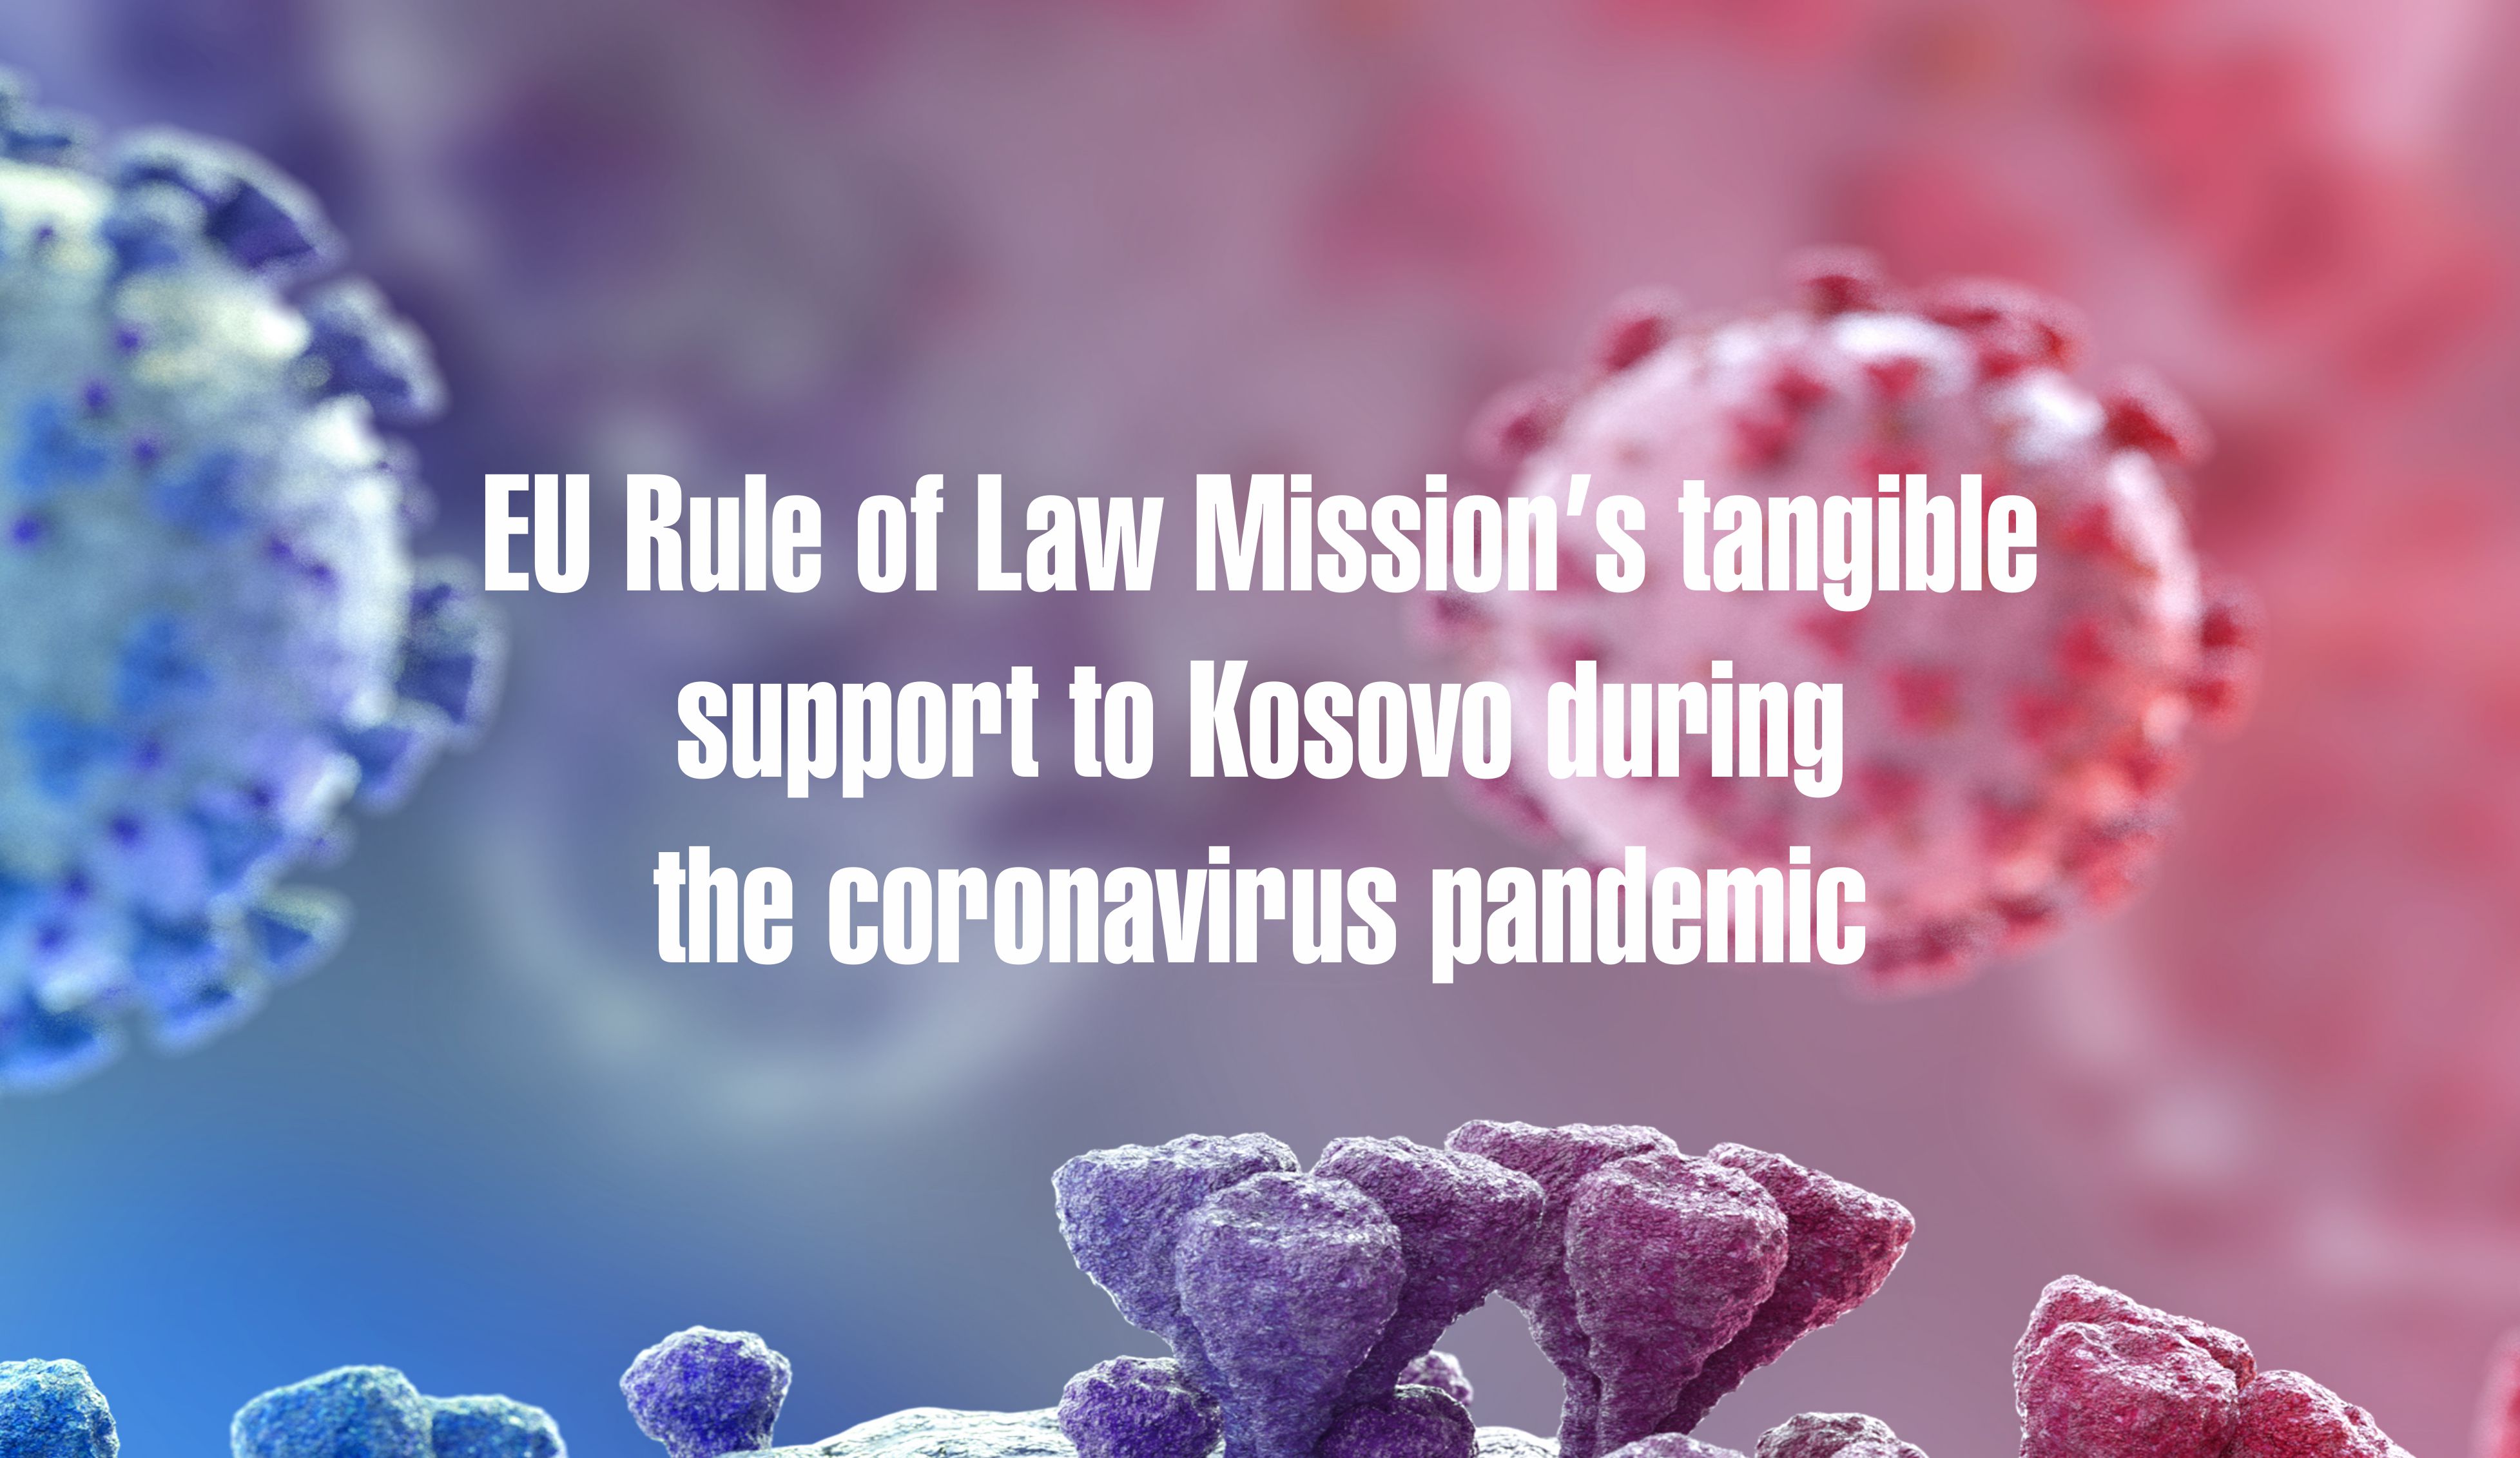 EU Rule of Law Mission’s tangible
support to Kosovo during
the coronavirus pandemic